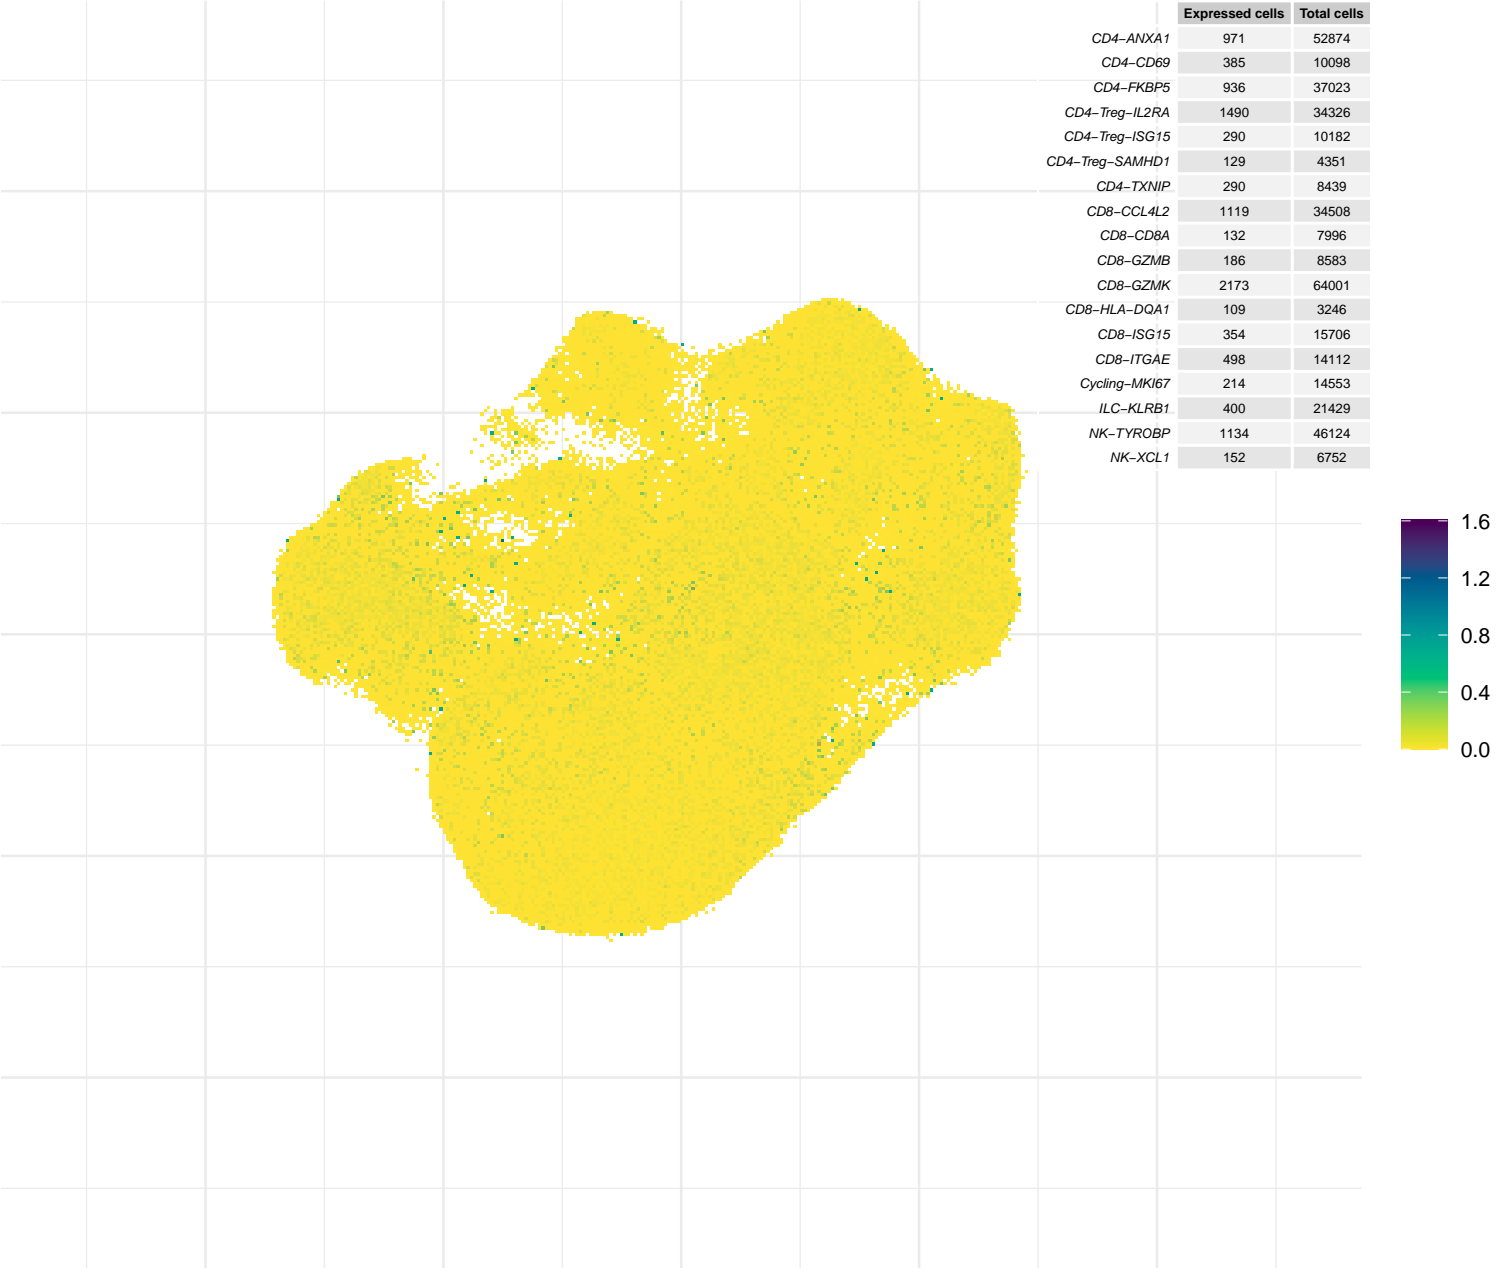 Expressed cells Total cells
CD4−ANXA1 971 52874
CD4−CD69 385 10098
CD4−FKBP5 936 37023
CD4−Treg−IL2RA 1490 34326
CD4−Treg−ISG15 290 10182
CD4−Treg−SAMHD1 129 4351
CD4−TXNIP 290 8439
CD8−CCL4L2 1119 34508
CD8−CD8A 132 7996
CD8−GZMB 186 8583
CD8−GZMK 2173 64001
CD8−HLA−DQA1 109 3246
CD8−ISG15 354 15706
CD8−ITGAE 498 14112
Cycling−MKI67 214 14553
ILC−KLRB1 400 21429
NK−TYROBP 1134 46124
NK−XCL1 152 6752
1.6
1.2
0.8
0.4
0.0